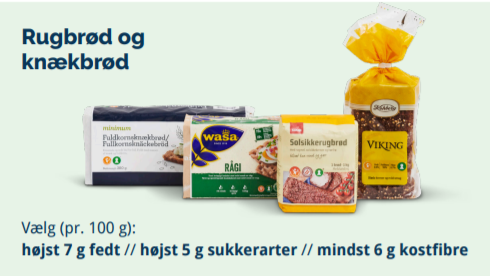 Rugbrød og
knækbrød
minimum
Fuldkornsknækbrød/
Fullkornsknäckebröd
wasa
RÅGI
Solsikkerugbrød
Schulstad
VIKING
Vælg (pr. 100 g):
højst 7 g fedt // højst 5 g sukkerarter // mindst 6 g kostfibre